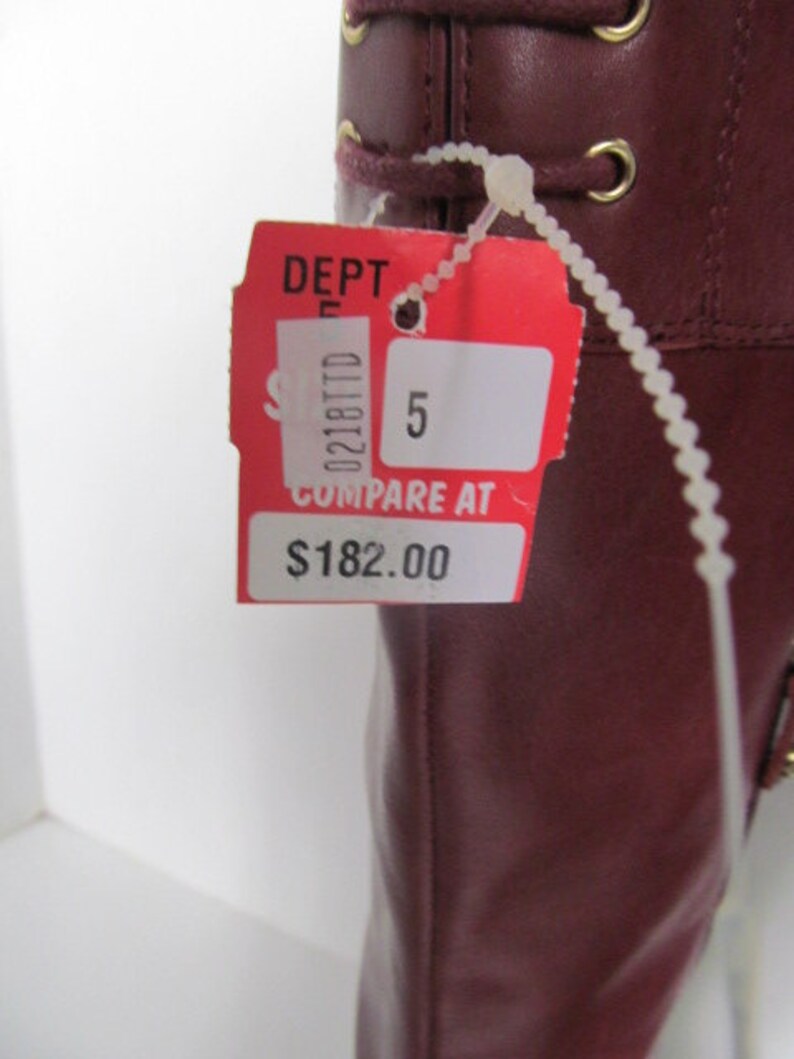 DEPT
0218TTD
5
COMPARE AT
$182.00